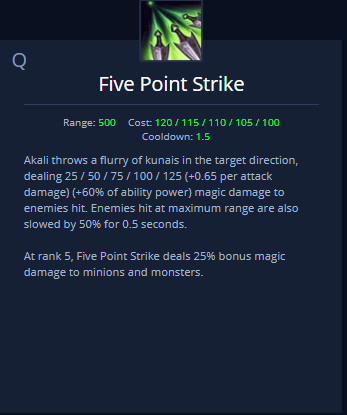 Q
Five Point Strike
Range: 500 Cost: 120 / 115 / 110 / 105 / 100
Cooldown: 1.5
Akali throws a flurry of kunais in the target direction,
dealing 25 / 50 / 75 / 100 / 125 (+0.65 per attack
damage) (+60% of ability power) magic damage to
enemies hit. Enemies hit at maximum range are also
slowed by 50% for 0.5 seconds.
At rank 5, Five Point Strike deals 25% bonus magic
damage to minions and monsters.